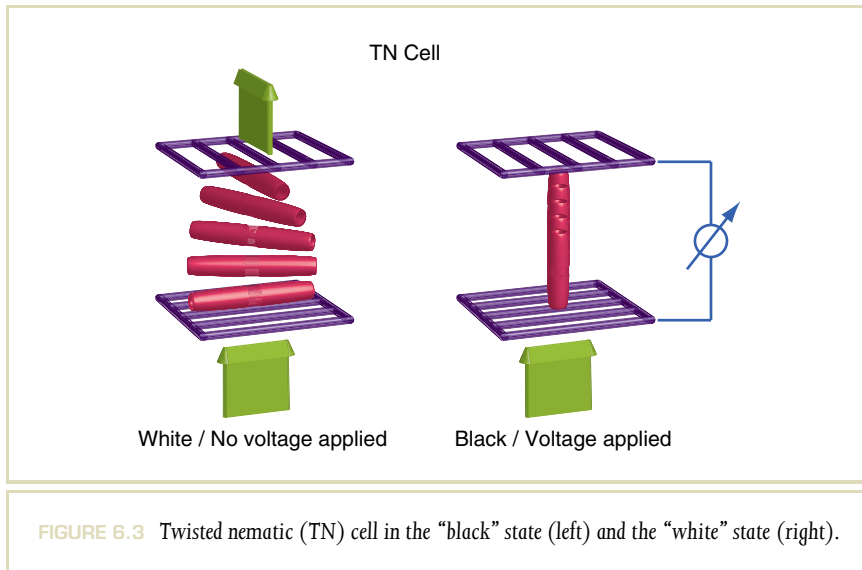 TN Cell
White / No voltage applied
Black / Voltage applied
FIGURE 6.3 Twisted nematic (TN) cell in the “black” state (left) and the “white” state (right).